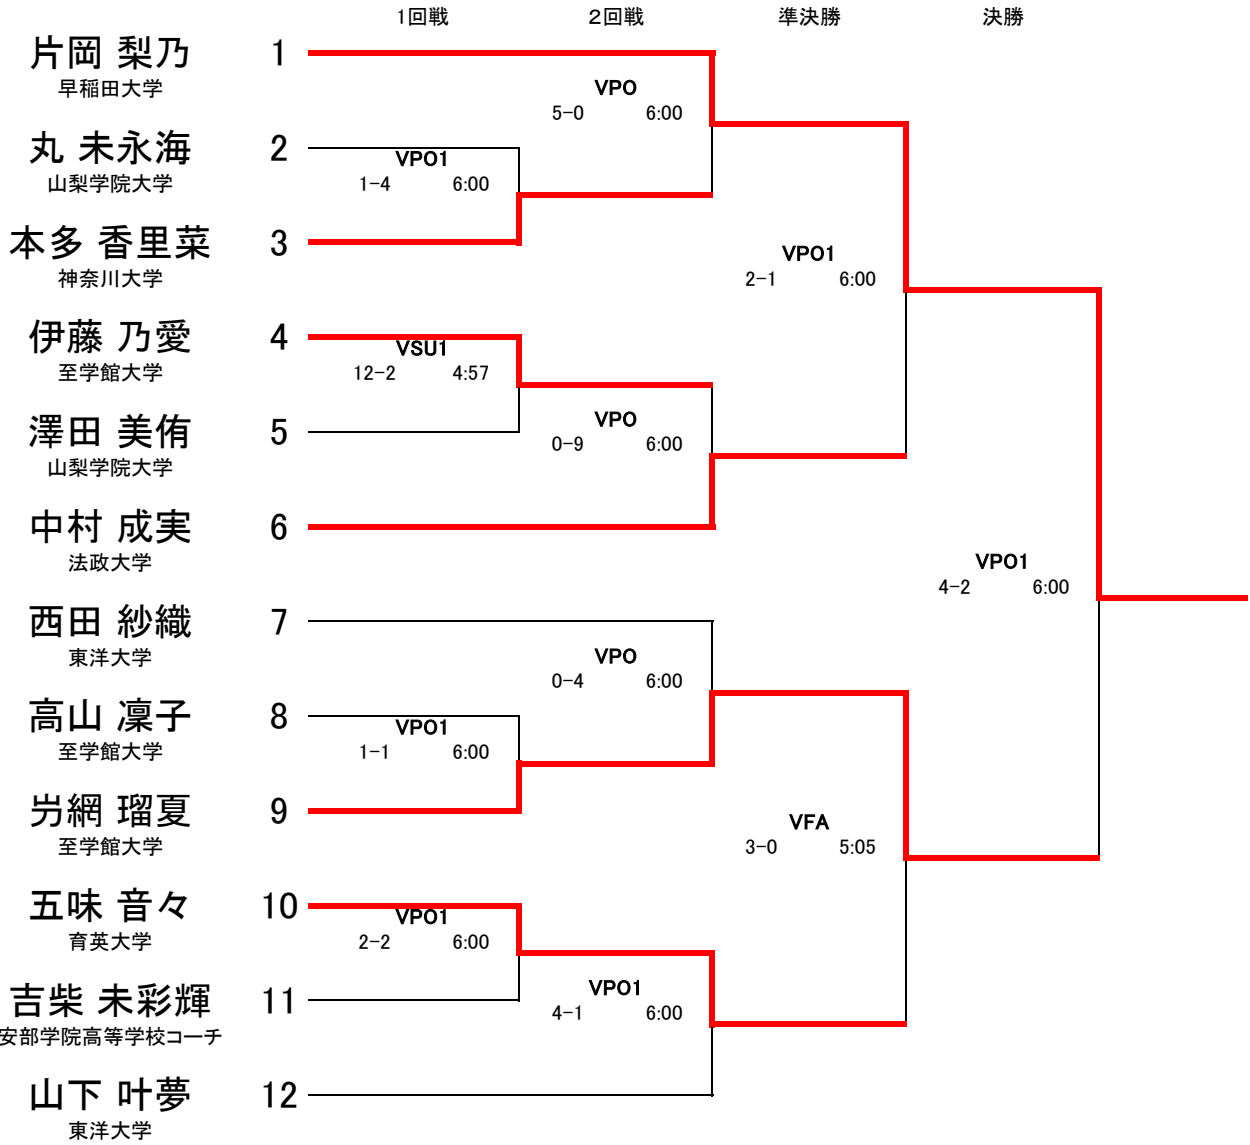 1回戦 2回戦 準決勝 決勝
片岡 梨乃 1
早稲田大学
VPO
5-0 6:00
丸 未永海 2
山梨学院大学
VPO1
1-4 6:00
本多 香里菜 3
神奈川大学
VPO1
2-1 6:00
伊藤 乃愛 4
至学館大学
VSU1
12-2 4:57
澤田 美侑 5
山梨学院大学
VPO
0-9 6:00
中村 成実 6
法政大学
VPO1
4-2 6:00
西田 紗織 7
東洋大学
VPO
0-4 6:00
高山 凜子 8
至学館大学
VPO1
1-1 6:00
屶網 瑠夏 9
至学館大学
VFA
3-0 5:05
五味 音々 10
育英大学
VPO1
2-2 6:00
吉柴 未彩輝 11
安部学院高等学校コーチ
VPO1
4-1 6:00
山下 叶夢 12
東洋大学